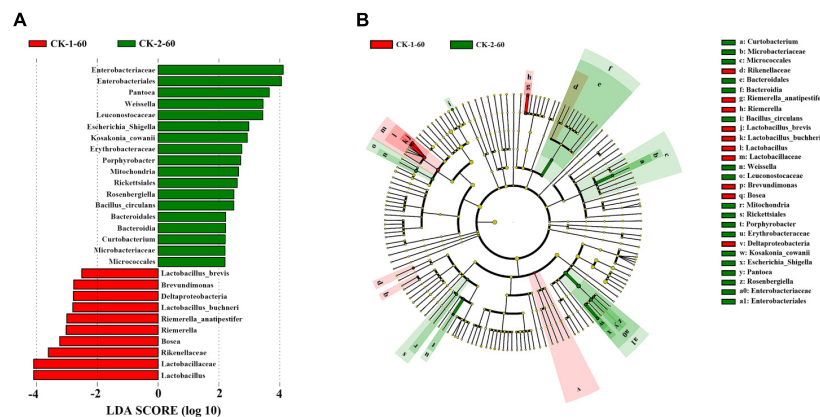 A
CK-1-60
CK-2-60
Enterobacteriaceae
Enterobacteriales
Pantoea
Weissella
Leuconostocaceae
Escherichia_Shigella
Kosakonia_cowanii
Erythrobacteraceae
Porphyrobacter
Mitochondria
Rickettsiales
Rosenbergiella
Bacillus_circulans
Bacteroidales
Bacteroidia
Curtobacterium
Microbacteriaceae
Micrococcales
Lactobacillus_brevis
Brevundimonas
Deltaproteobacteria
Lactobacillus_buchneri
Riemerella_anatipestifer
Riemerella
Bosea
Rikenellaceae
Lactobacillaceae
Lactobacillus
-4
-2
0
2
4
LDA SCORE (log 10)
B
CK-1-60
CK-2-60
h
g
f
e
d
c
b
a
m
o
n
v
a: Curtobacterium
b: Microbacteriaceae
c: Micrococcales
d: Rikenellaceae
e: Bacteroidales
f: Bacteroidia
g: Riemerella_anatipestifer
h: Riemerella
i: Bacillus_circulans
j: Lactobacillus_brevis
k: Lactobacillus_buchneri
l: Lactobacillus
m: Lactobacillaceae
n: Weissella
o: Leuconostocaceae
p: Brevundimonas
q: Bosea
r: Mitochondria
s: Rickettsiales
t: Porphyrobacter
u: Erythrobacteraceae
v: Deltaproteobacteria
w: Kosakonia_cowanii
x: Escherichia_Shigella
y: Pantoea
z: Rosenbergiella
a0: Enterobacteriaceae
a1: Enterobacteriales